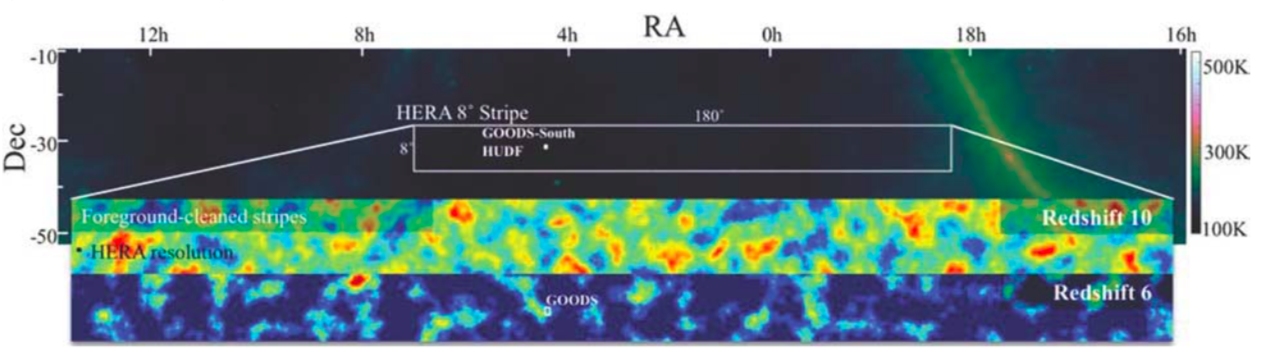 RA
12h 8h 4h 0h 18h 16h
-10
-30
-50
Dec
500K
300K
100K
HERA 8° Stripe
180°
GOODS-South
8°
HUDF
Foreground-cleaned stripes
Redshift 10
HERA resolution
Redshift 6
GOODS